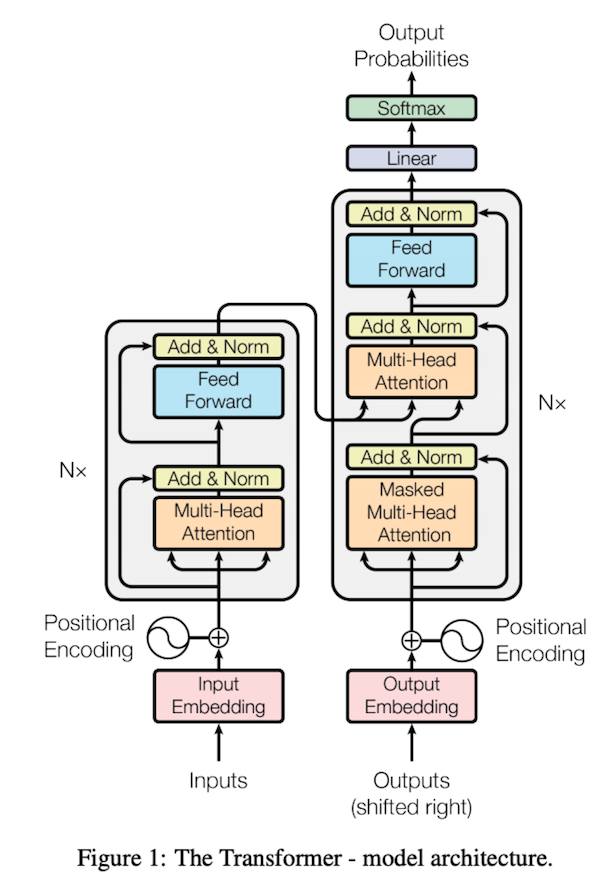 Output
Probabilities
Softmax
Linear
Add & Norm
Feed
Forward
Add & Norm
Multi-Head
Attention
Add & Norm
Masked
Multi-Head
Attention
N×
Add & Norm
Feed
Forward
Add & Norm
Multi-Head
Attention
N×
Positional
Encoding
Positional
Encoding
Input
Embedding
Output
Embedding
Inputs
Outputs
(shifted right)
Figure 1: The Transformer - model architecture.